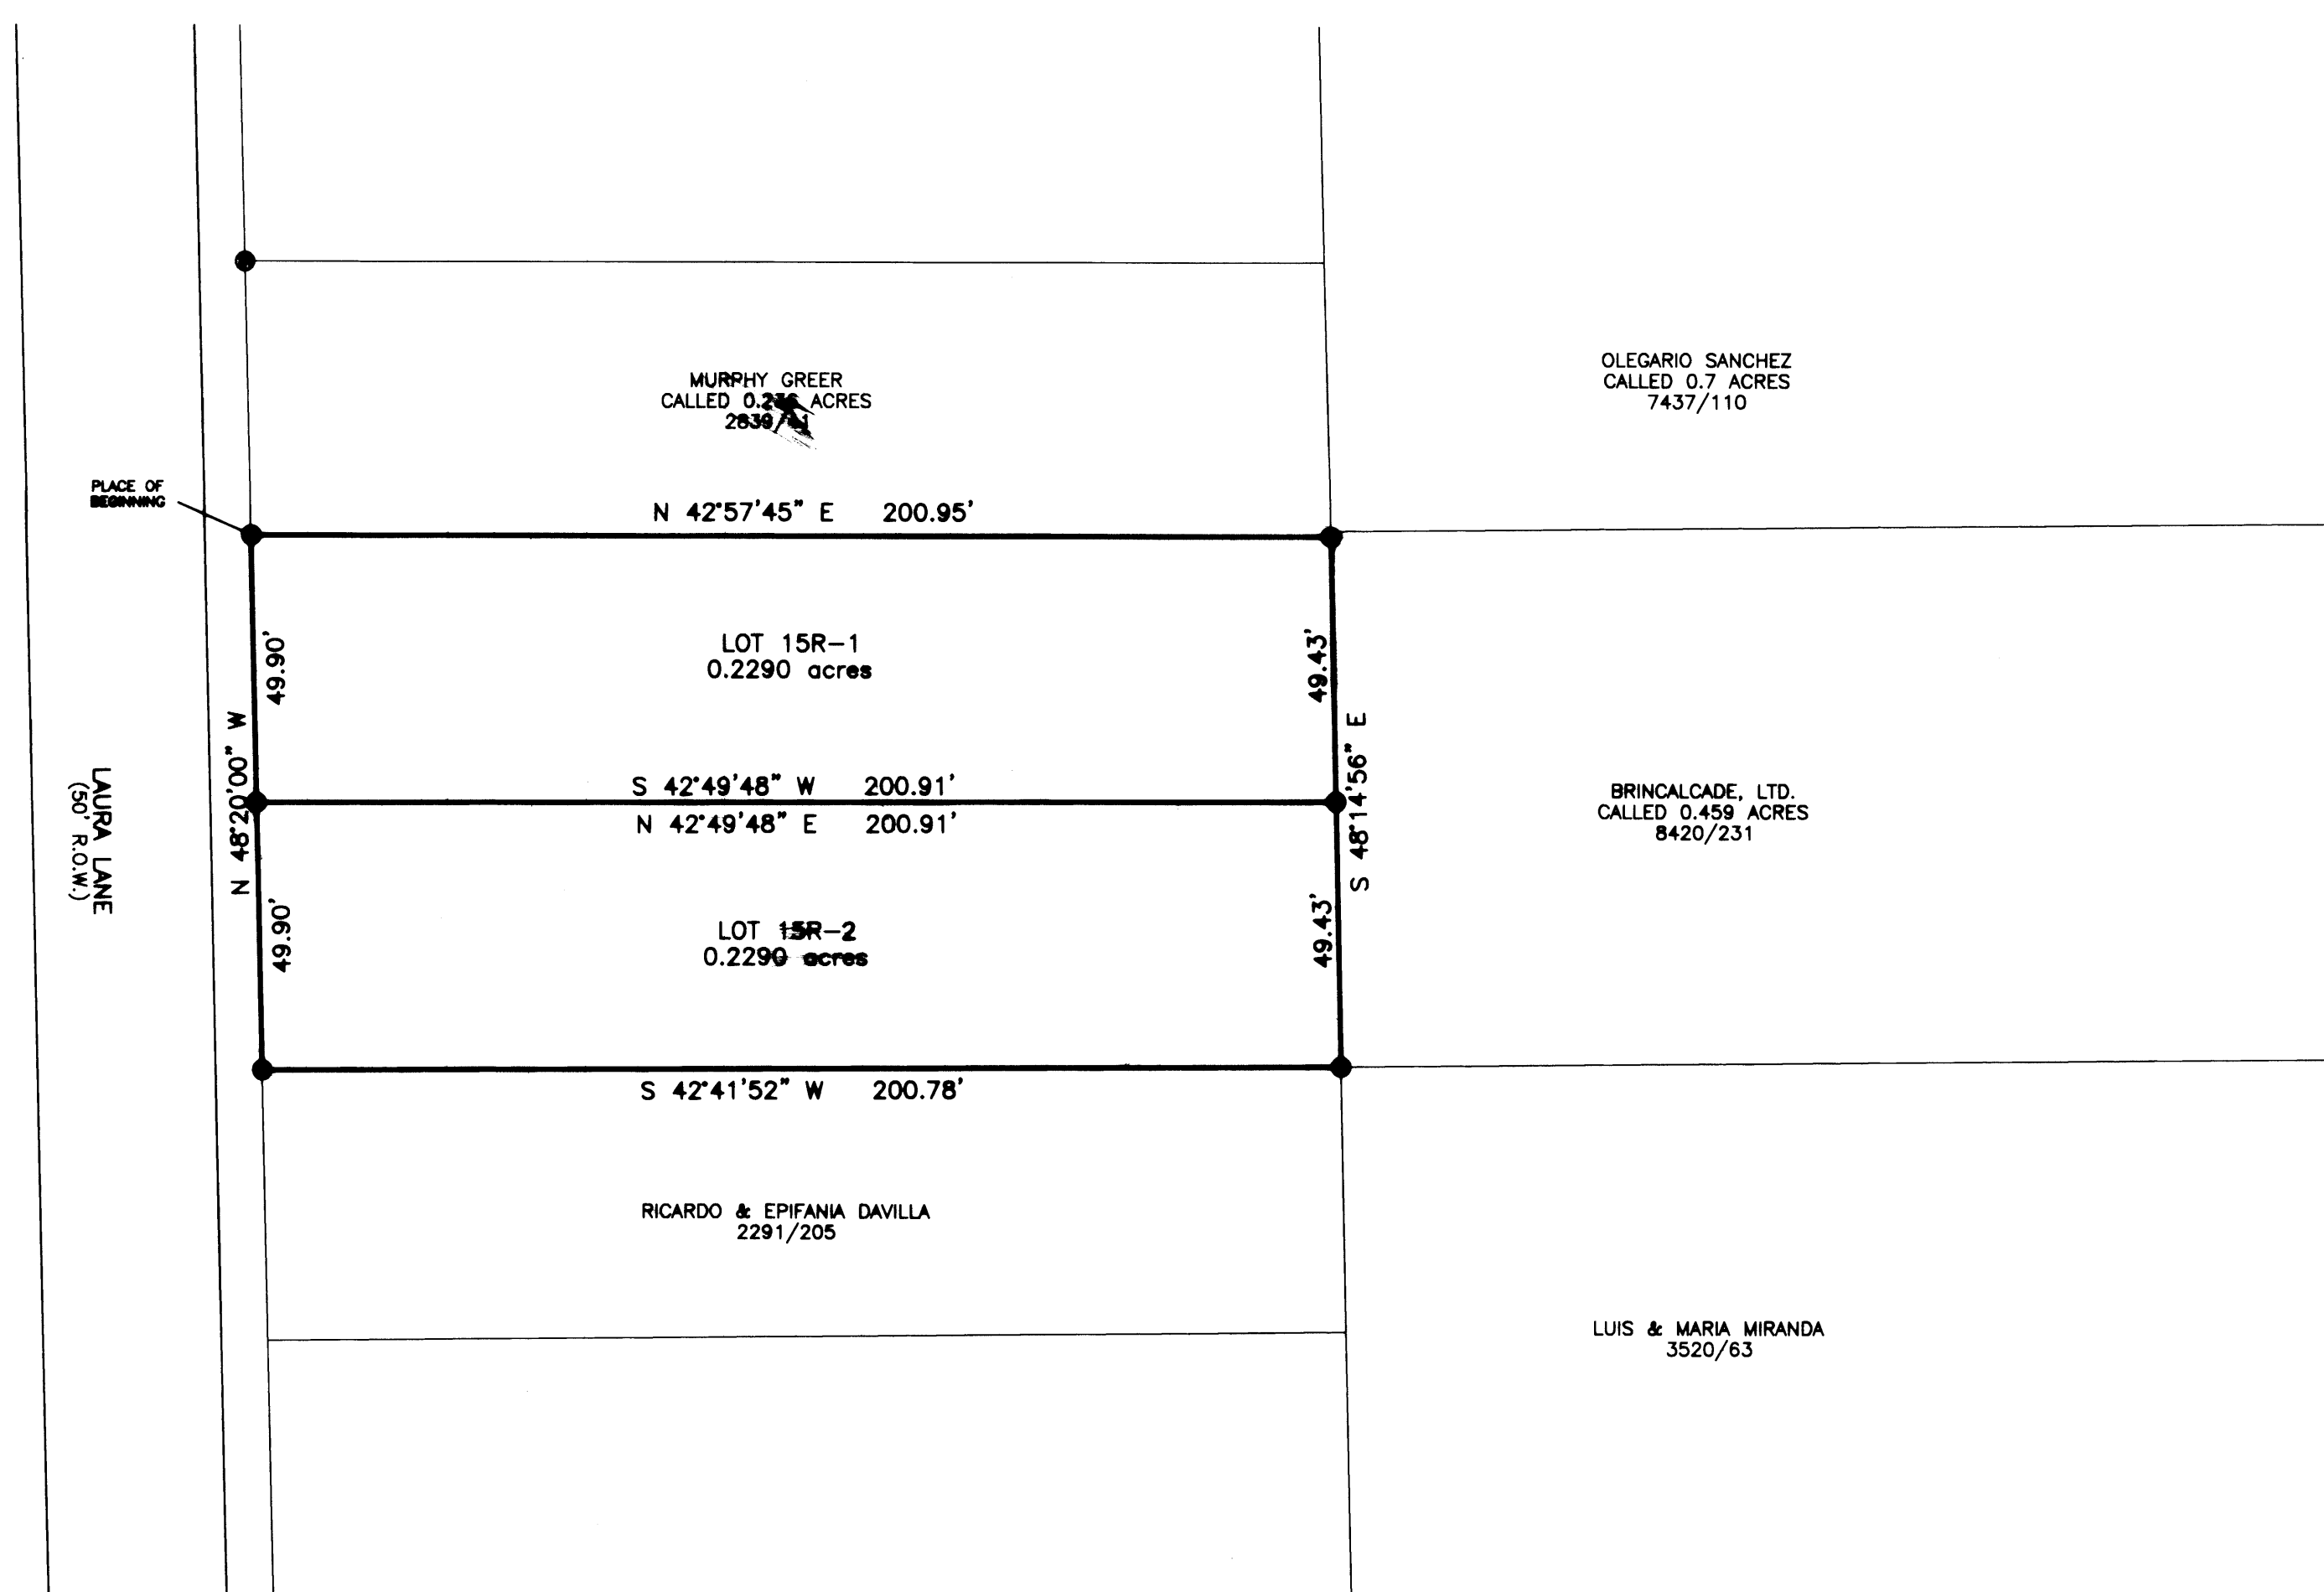 OLEGARIO SANCHEZ
CALLED 0.7 ACRES
7437/110
MURPHY GREER
CALLED ACRES
PLACE OF
BEGINNING
N 42°57'45" E 200.95'
LOT 15R-1
0.2290 acres
49.90'
49.43'
N 48°20'00" W
S 48°14'56" E
S 42°49'48" W 200.91'
N 42°49'48" E 200.91'
LAURA LANE
(50' R.O.W.)
BRINCALCADE, LTD.
CALLED 0.459 ACRES
8420/231
LOT 15R-2
0.2290 acres
49.90'
49.43'
S 42°41'52" W 200.78'
RICARDO & EPIFANIA DAVILLA
2291/205
LUIS & MARIA MIRANDA
3520/63